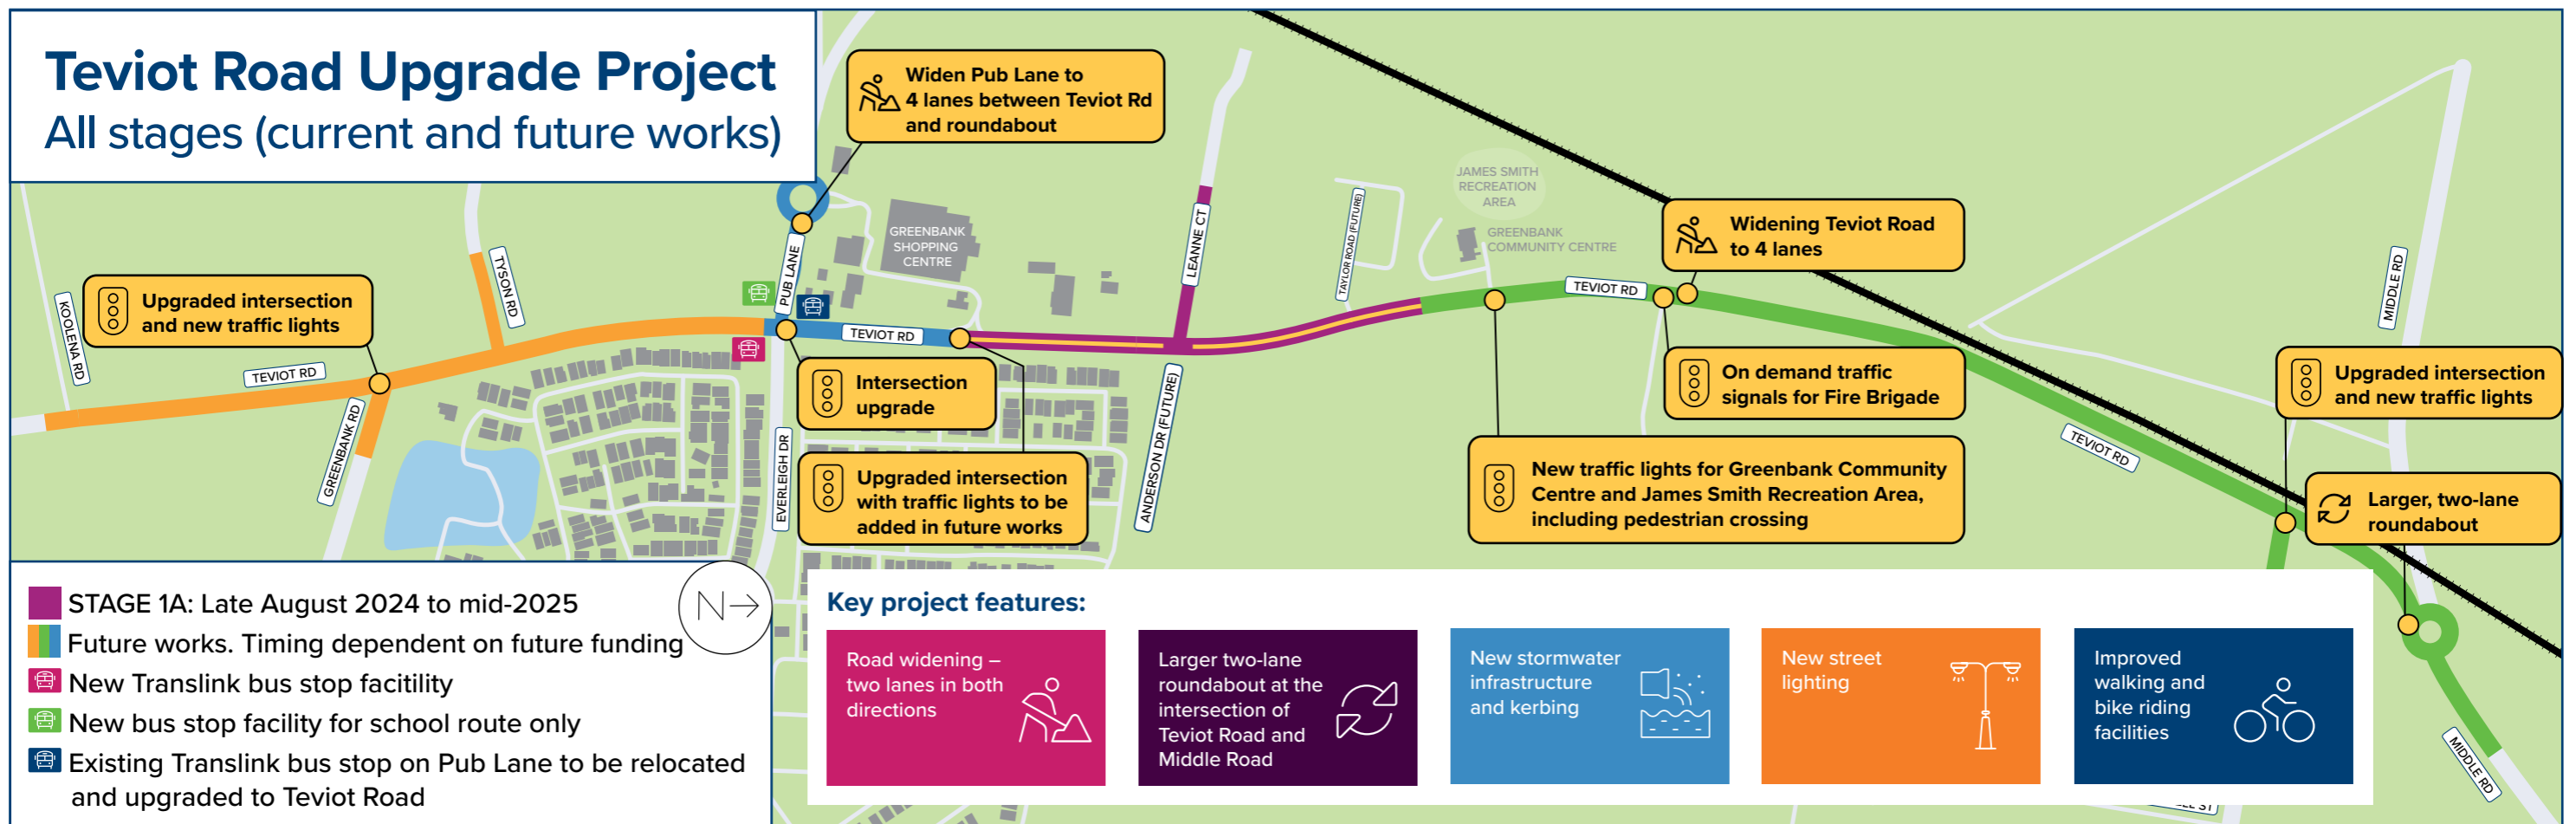 Teviot Road Upgrade Project
All stages (current and future works)
Widen Pub Lane to
4 lanes between Teviot Rd
and roundabout
JAMES SMITH
RECREATION
AREA
GREENBANK
COMMUNITY CENTRE
GREENBANK
SHOPPING
CENTRE
Widening Teviot Road
to 4 lanes
Upgraded intersection
and new traffic lights
KOOLENA RD
TYSON RD
PUB LANE
LEANNE CT
TAYLOR ROAD (FUTURE)
TEVIOT RD
MIDDLE RD
TEVIOT RD
TEVIOT RD
GREENBANK RD
EVERLEIGH DR
ANDERSON DR (FUTURE)
Intersection
upgrade
On demand traffic
signals for Fire Brigade
Upgraded intersection
and new traffic lights
TEVIOT RD
Upgraded intersection
with traffic lights to be
added in future works
New traffic lights for Greenbank Community
Centre and James Smith Recreation Area,
including pedestrian crossing
Larger, two-lane
roundabout
MIDDLE RD
STAGE 1A: Late August 2024 to mid-2025
Future works. Timing dependent on future funding
New Translink bus stop facitility
New bus stop facility for school route only
Existing Translink bus stop on Pub Lane to be relocated
and upgraded to Teviot Road
N
Key project features:
Road widening –
two lanes in both
directions
Larger two-lane
roundabout at the
intersection of
Teviot Road and
Middle Road
New stormwater
infrastructure
and kerbing
New street
lighting
Improved
walking and
bike riding
facilities